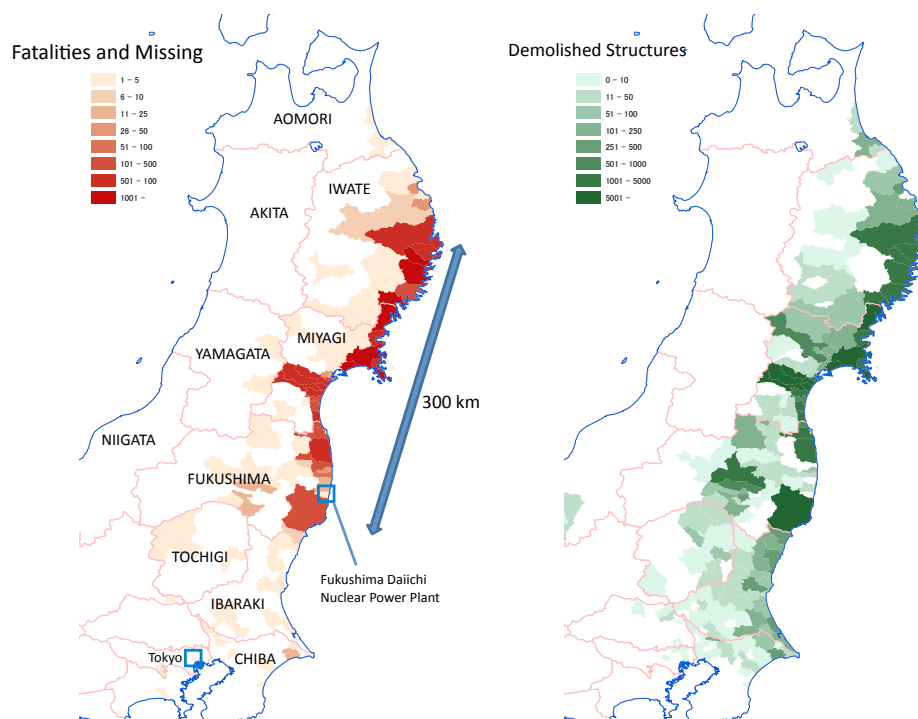 Fatalities and Missing
1 – 5
6 – 10
11 – 25
26 – 50
51 – 100
101 – 500
501 – 100
1001 –
AOMORI
IWATE
AKITA
MIYAGI
YAMAGATA
300 km
NIIGATA
FUKUSHIMA
TOCHIGI
Fukushima Daiichi
Nuclear Power Plant
IBARAKI
Tokyo
CHIBA
Demolished Structures
0 – 10
11 – 50
51 – 100
101 – 250
251 – 500
501 – 1000
1001 – 5000
5001 –